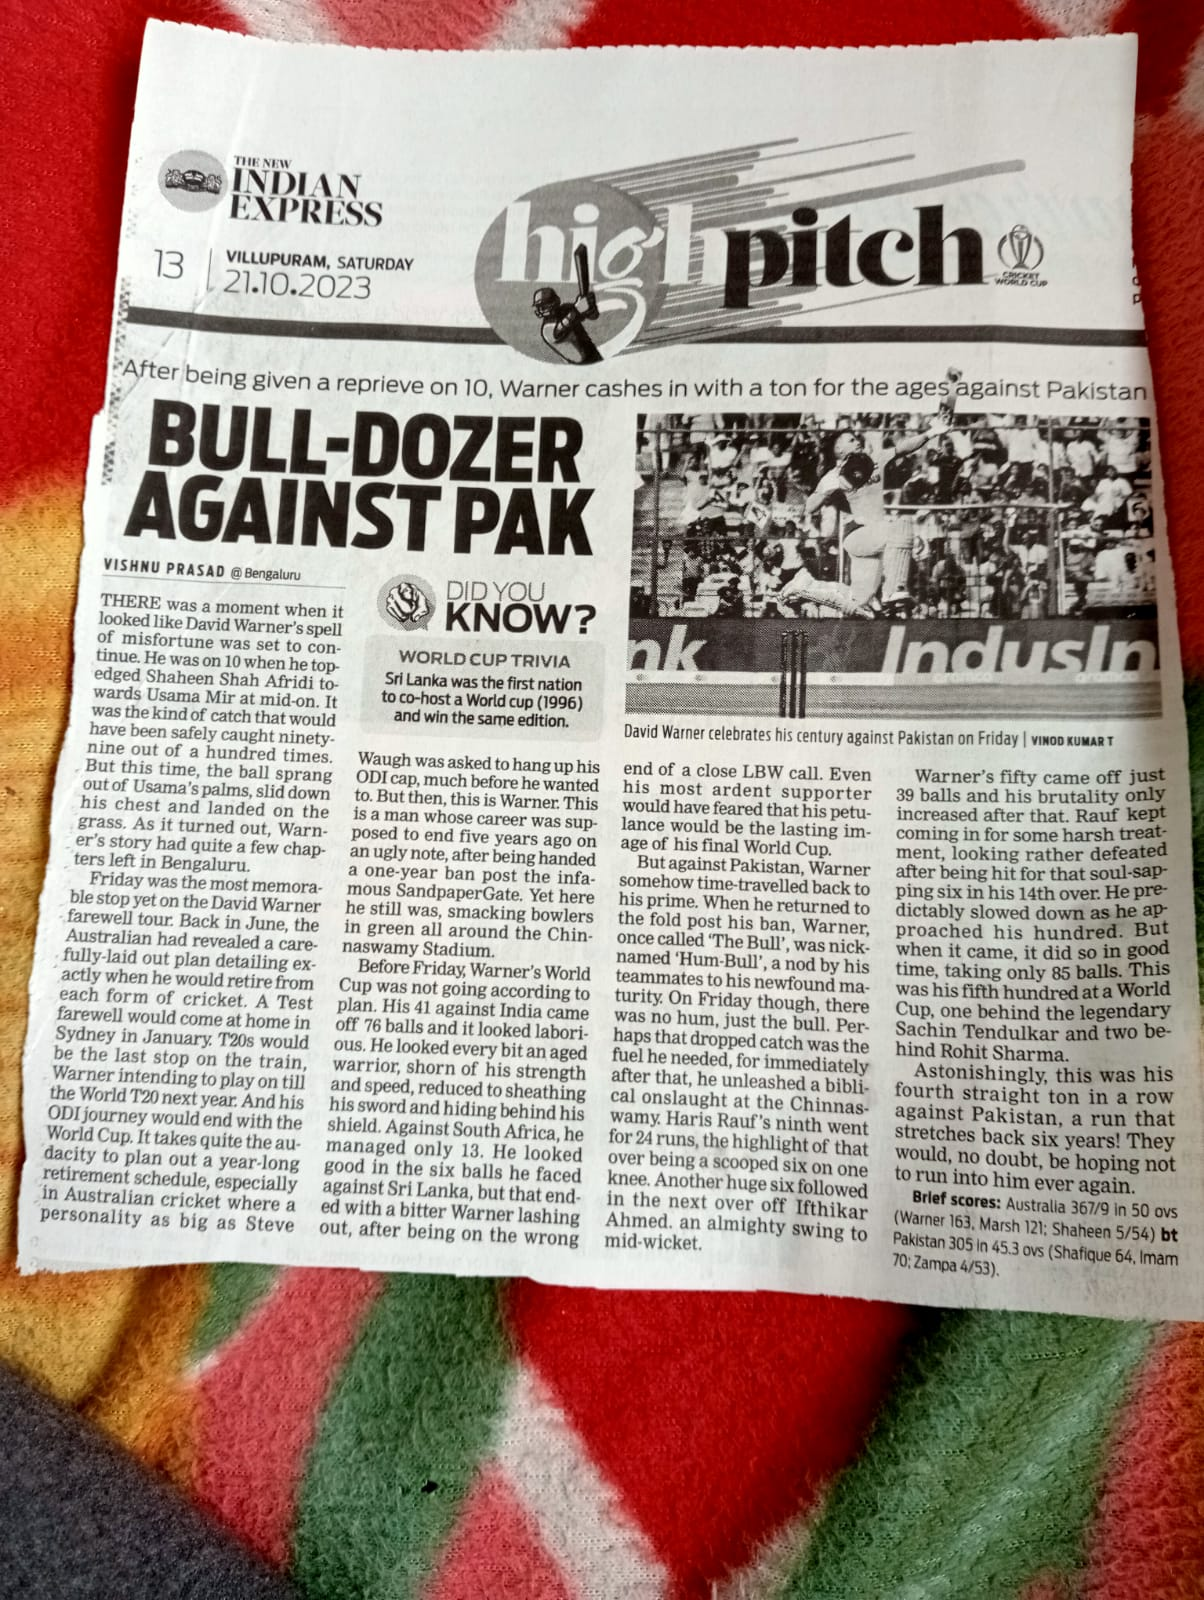 THE NEW
INDIAN
EXPRESS
13
VILLUPURAM, SATURDAY
21.10.2023
high pitch
CRICKET
WORLD CUP
After being given a reprieve on 10, Warner cashes in with a ton for the ages against Pakistan
BULL-DOZER
AGAINST PAK
VISHNU PRASAD @ Bengaluru
THERE was a moment when it
looked like David Warner's spell
of misfortune was set to con-
tinue. He was on 10 when he top-
edged Shaheen Shah Afridi to-
wards Usama Mir at mid-on. It
was the kind of catch that would
have been safely caught ninety-
nine out of a hundred times.
But this time, the ball sprang
out of Usama's palms, slid down
his chest and landed on the
grass. As it turned out, Warn-
er's story had quite a few chap-
ters left in Bengaluru.
Friday was the most memora-
ble stop yet on the David Warner
farewell tour. Back in June, the
Australian had revealed a care-
fully-laid out plan detailing ex-
actly when he would retire from
each form of cricket. A Test
farewell would come at home in
Sydney in January. T20s would
be the last stop on the train,
Warner intending to play on till
the World T20 next year. And his
ODI journey would end with the
World Cup. It takes quite the au-
dacity to plan out a year-long
retirement schedule, especially
in Australian cricket where a
personality as big as Steve
DID YOU
KNOW?
WORLD CUP TRIVIA
Sri Lanka was the first nation
to co-host a World cup (1996)
and win the same edition.
Waugh was asked to hang up his
ODI cap, much before he wanted
to. But then, this is Warner. This
is a man whose career was sup-
posed to end five years ago on
an ugly note, after being handed
a one-year ban post the infa-
mous SandpaperGate. Yet here
he still was, smacking bowlers
in green all around the Chin-
naswamy Stadium.
Before Friday, Warner's World
Cup was not going according to
plan. His 41 against India came
off 76 balls and it looked labori-
ous. He looked every bit an aged
warrior, shorn of his strength
and speed, reduced to sheathing
his sword and hiding behind his
shield. Against South Africa, he
managed only 13. He looked
good in the six balls he faced
against Sri Lanka, but that end-
ed with a bitter Warner lashing
out, after being on the wrong
nk IndusIn
David Warner celebrates his century against Pakistan on Friday | VINOD KUMAR T
end of a close LBW call. Even
his most ardent supporter
would have feared that his petu-
lance would be the lasting im-
age of his final World Cup.
But against Pakistan, Warner
somehow time-travelled back to
his prime. When he returned to
the fold post his ban, Warner,
once called 'The Bull', was nick-
named 'Hum-Bull', a nod by his
teammates to his newfound ma-
turity. On Friday though, there
was no hum, just the bull. Per-
haps that dropped catch was the
fuel he needed, for immediately
after that, he unleashed a bibli-
cal onslaught at the Chinnas-
wamy. Haris Rauf's ninth went
for 24 runs, the highlight of that
over being a scooped six on one
knee. Another huge six followed
in the next over off Ifthikar
Ahmed. an almighty swing to
mid-wicket.
Warner's fifty came off just
39 balls and his brutality only
increased after that. Rauf kept
coming in for some harsh treat-
ment, looking rather defeated
after being hit for that soul-sap-
ping six in his 14th over. He pre-
dictably slowed down as he ap-
proached his hundred. But
when it came, it did so in good
time, taking only 85 balls. This
was his fifth hundred at a World
Cup, one behind the legendary
Sachin Tendulkar and two be-
hind Rohit Sharma.
Astonishingly, this was his
fourth straight ton in a row
against Pakistan, a run that
stretches back six years! They
would, no doubt, be hoping not
to run into him ever again.
Brief scores: Australia 367/9 in 50 ovs
(Warner 163, Marsh 121; Shaheen 5/54) bt
Pakistan 305 in 45.3 ovs (Shafique 64, Imam
70; Zampa 4/53).